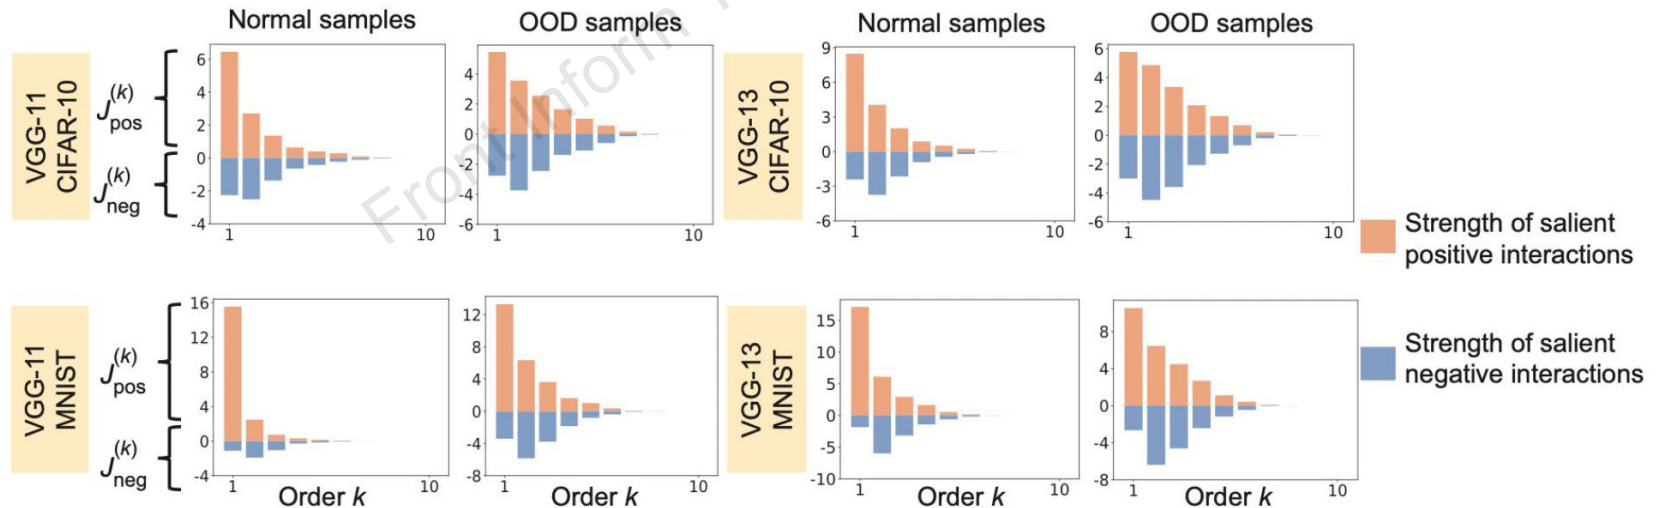 Normal samples
OOD samples
Normal samples
OOD samples
VGG-11
CIFAR-10
J(k)pos
J(k)neg
6
4
2
0
-2
-4
1
10
4
2
0
-2
-4
-6
1
10
VGG-13
CIFAR-10
9
6
3
0
-3
-6
1
10
6
4
2
0
-2
-4
-6
1
10
Strength of salient
positive interactions
VGG-11
MNIST
J(k)pos
J(k)neg
16
12
8
4
0
-4
1
10
Order k
12
8
4
0
-4
-8
1
10
VGG-13
MNIST
15
10
5
0
-5
-10
1
10
Order k
8
4
0
-4
-8
1
10
Order k
Strength of salient
negative interactions
Front Inform